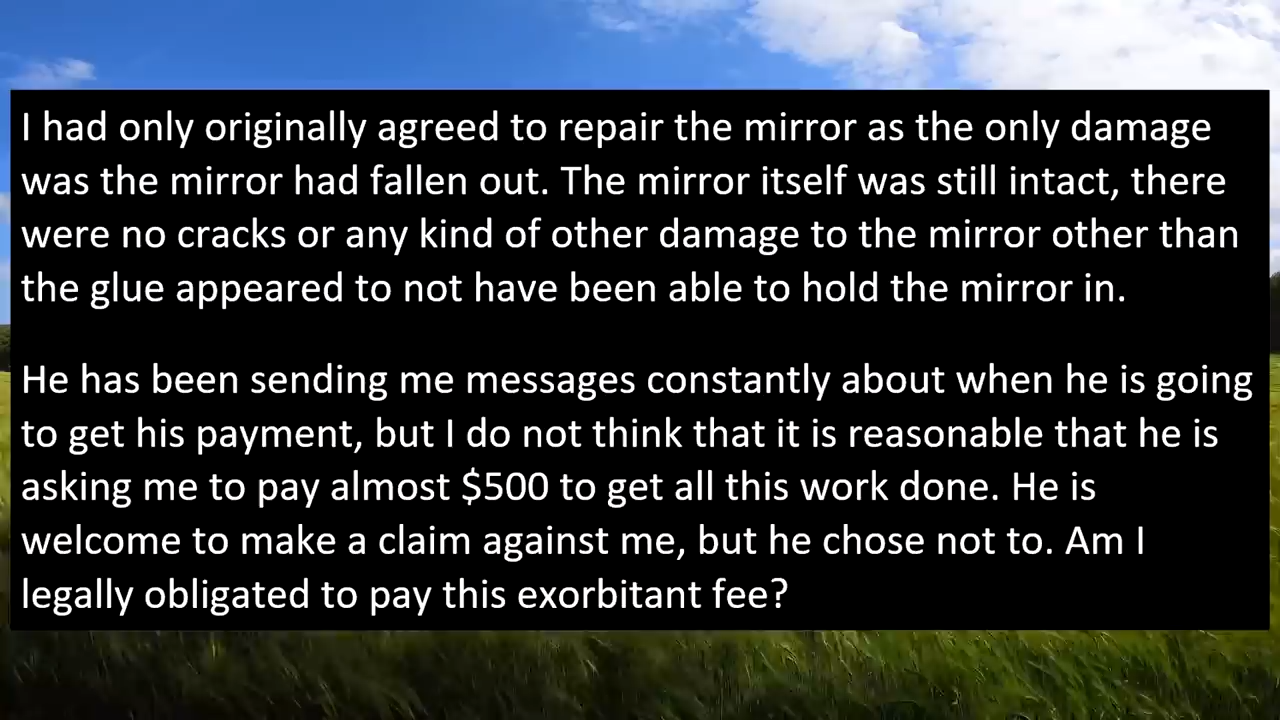 I had only originally agreed to repair the mirror as the only damage
was the mirror had fallen out. The mirror itself was still intact, there
were no cracks or any kind of other damage to the mirror other than
the glue appeared to not have been able to hold the mirror in.
He has been sending me messages constantly about when he is going
to get his payment, but I do not think that it is reasonable that he is
asking me to pay almost $500 to get all this work done. He is
welcome to make a claim against me, but he chose not to. Am I
legally obligated to pay this exorbitant fee?